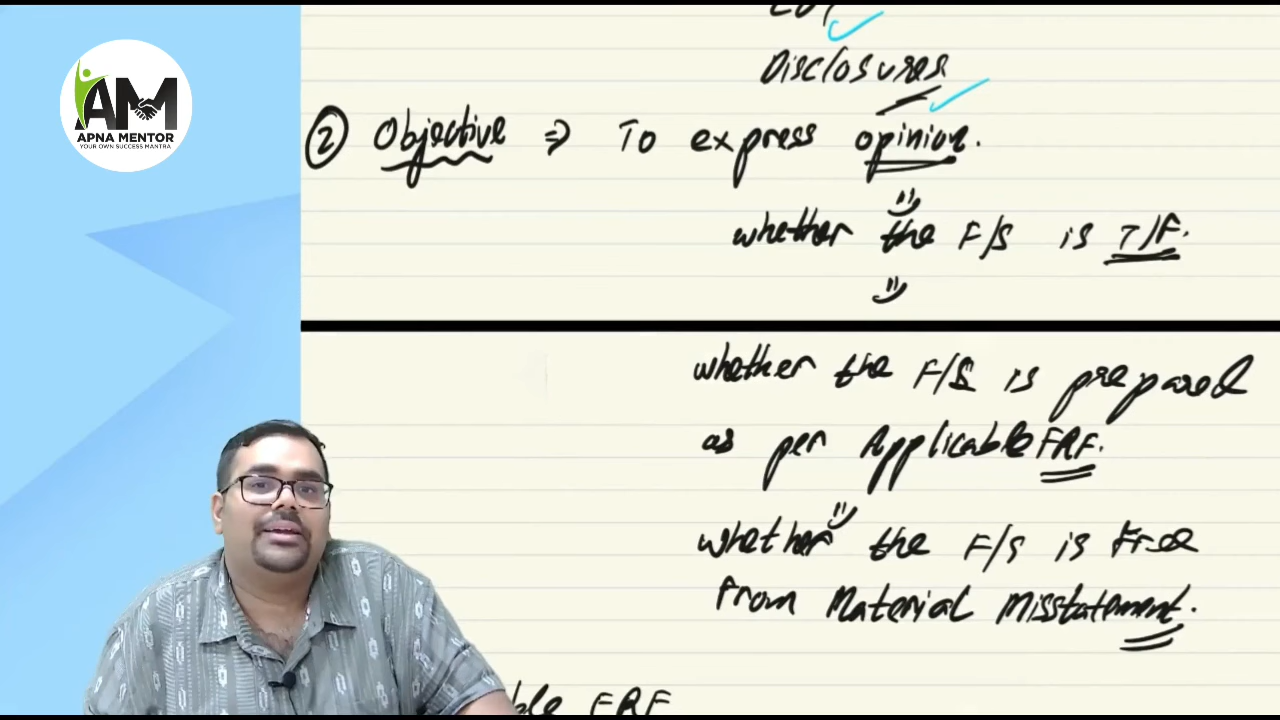 AM
APNA MENTOR
YOUR OWN SUCCESS MANTRA
Disclosures
② Objective ⇒ To express opinion.
whether the F/S is T/F.
whether the F/S is prepared
as per Applicable FRF.
whether the F/S is free
from Material Misstatement.
ble FRF